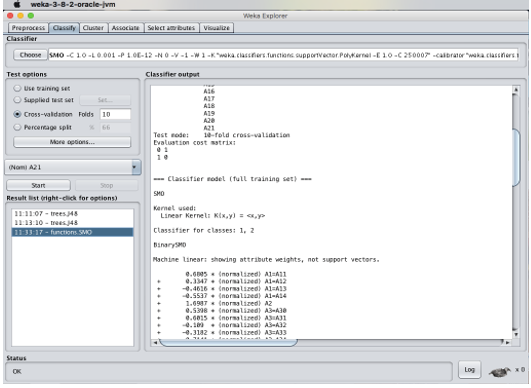 weka-3-8-2-oracle-jvm
Weka Explorer
Preprocess Classify Cluster Associate Select attributes Visualize
Classifier
Choose SMO -C 1.0 -L 0.001 -P 1.0E-12 -N 0 -V -1 -W 1 -K "weka.classifiers.functions.supportVector.PolyKernel -E 1.0 -C 250007" -calibrator "weka.classifiers.f
Test options
Use training set
Supplied test set Set...
Cross-validation Folds 10
Percentage split % 66
More options...
(Nom) A21
Start Stop
Result list (right-click for options)
11:11:07 - trees.J48
11:13:10 - trees.J48
11:33:17 - functions.SMO
Classifier output
A16
A17
A18
A19
A20
A21
Test mode: 10-fold cross-validation
Evaluation cost matrix:
0 1
1 0
=== Classifier model (full training set) ===
SMO
Kernel used:
Linear Kernel: K(x,y) = <x,y>
Classifier for classes: 1, 2
BinarySMO
Machine linear: showing attribute weights, not support vectors.
0.6805 * (normalized) A1=A11
+ 0.3347 * (normalized) A1=A12
+ -0.4616 * (normalized) A1=A13
+ -0.5537 * (normalized) A1=A14
+ 1.6987 * (normalized) A2
+ 0.5398 * (normalized) A3=A30
+ 0.6015 * (normalized) A3=A31
+ -0.109 * (normalized) A3=A32
+ -0.3182 * (normalized) A3=A33
Status
OK
Log
x 0